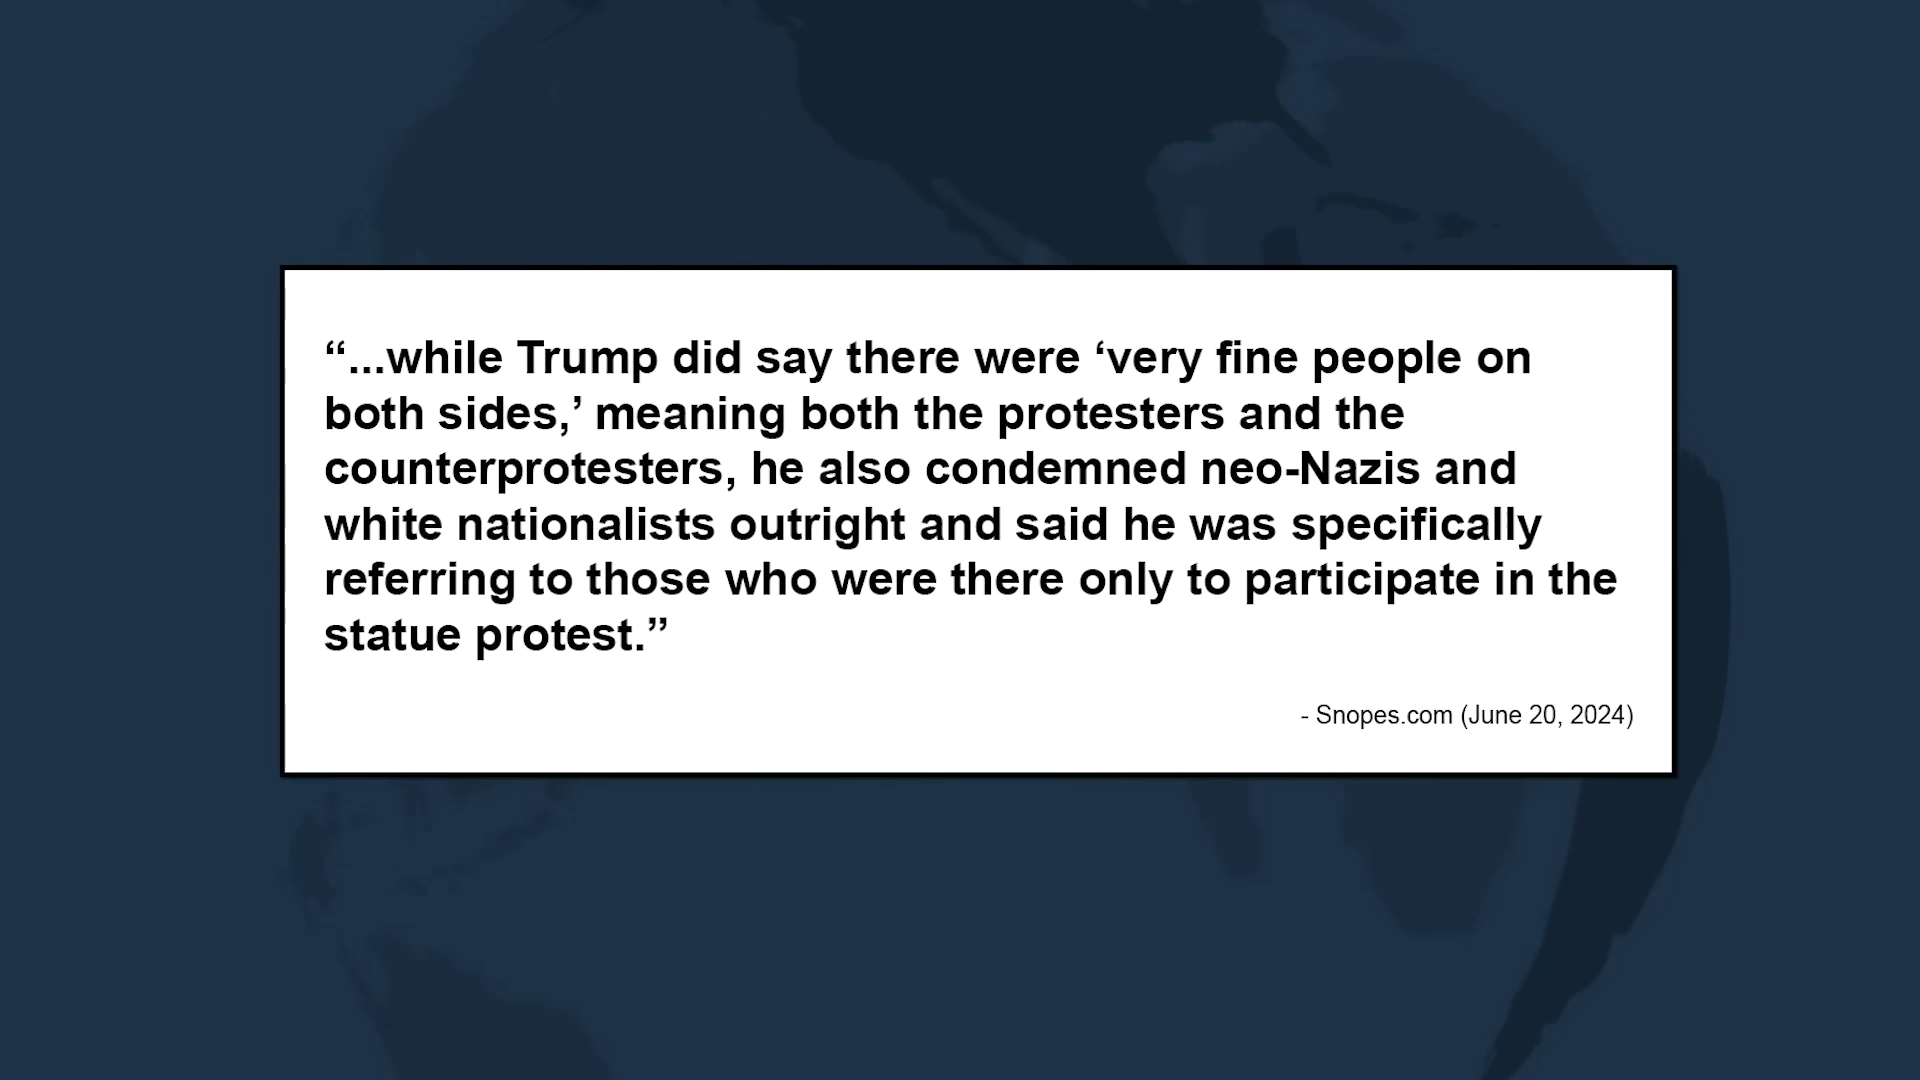 “...while Trump did say there were ‘very fine people on
both sides,’ meaning both the protesters and the
counterprotesters, he also condemned neo-Nazis and
white nationalists outright and said he was specifically
referring to those who were there only to participate in the
statue protest.”
- Snopes.com (June 20, 2024)